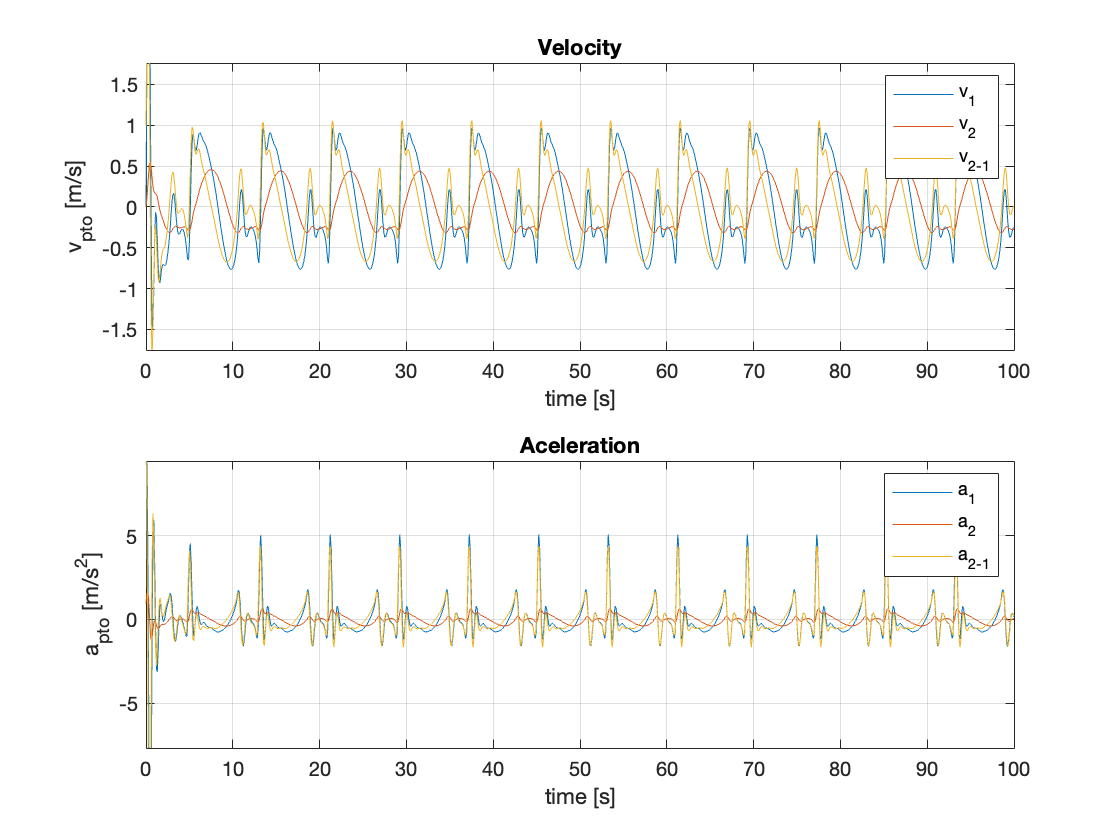 Velocity
v_pto [m/s]
1.5
1
0.5
0
-0.5
-1
-1.5
v_1
v_2
v_2-1
0 10 20 30 40 50 60 70 80 90 100
time [s]
Aceleration
a_pto [m/s^2]
5
0
-5
a_1
a_2
a_2-1
0 10 20 30 40 50 60 70 80 90 100
time [s]